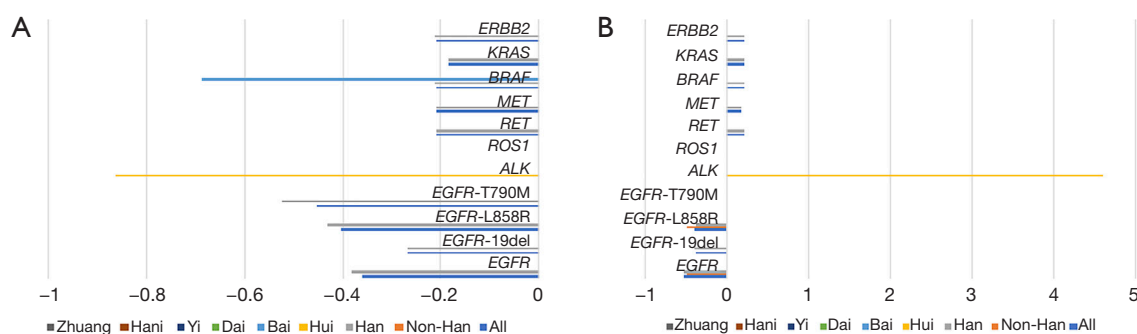 A
ERBB2
KRAS
BRAF
MET
RET
ROS1
ALK
EGFR-T790M
EGFR-L858R
EGFR-19del
EGFR
−1 −0.8 −0.6 −0.4 −0.2 0
Zhuang Hani Yi Dai Bai Hui Han Non-Han All
B
ERBB2
KRAS
BRAF
MET
RET
ROS1
ALK
EGFR-T790M
EGFR-L858R
EGFR-19del
EGFR
−1 0 1 2 3 4 5
Zhuang Hani Yi Dai Bai Hui Han Non-Han All